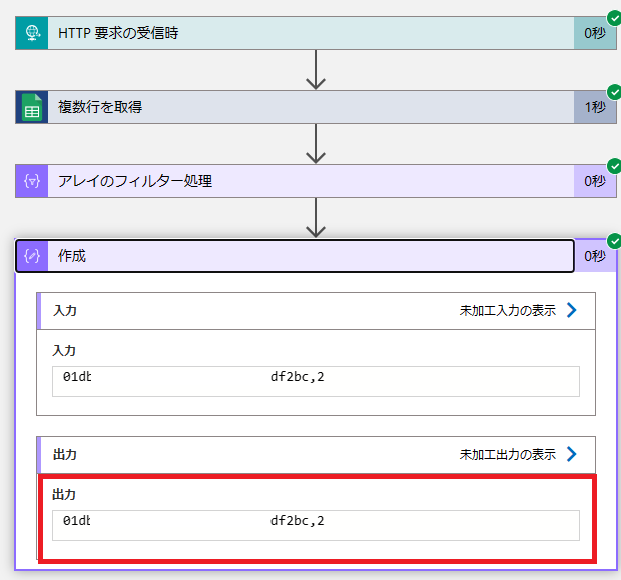 HTTP 要求の受信時 0秒
複数行を取得 1秒
アレイのフィルター処理 0秒
作成 0秒
入力 未加工入力の表示
入力
01db df2bc,2
出力 未加工出力の表示
出力
01db df2bc,2